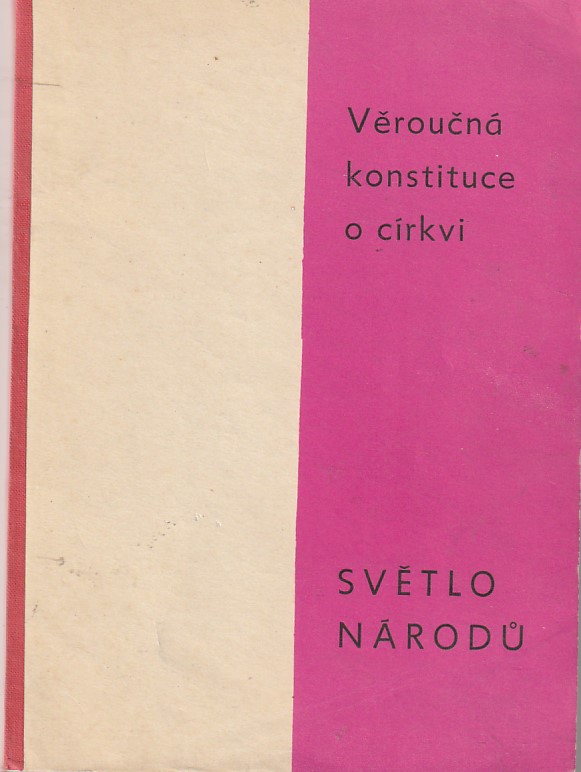 Věroučná
konstituce
o církvi
SVĚTLO
NÁRODŮ